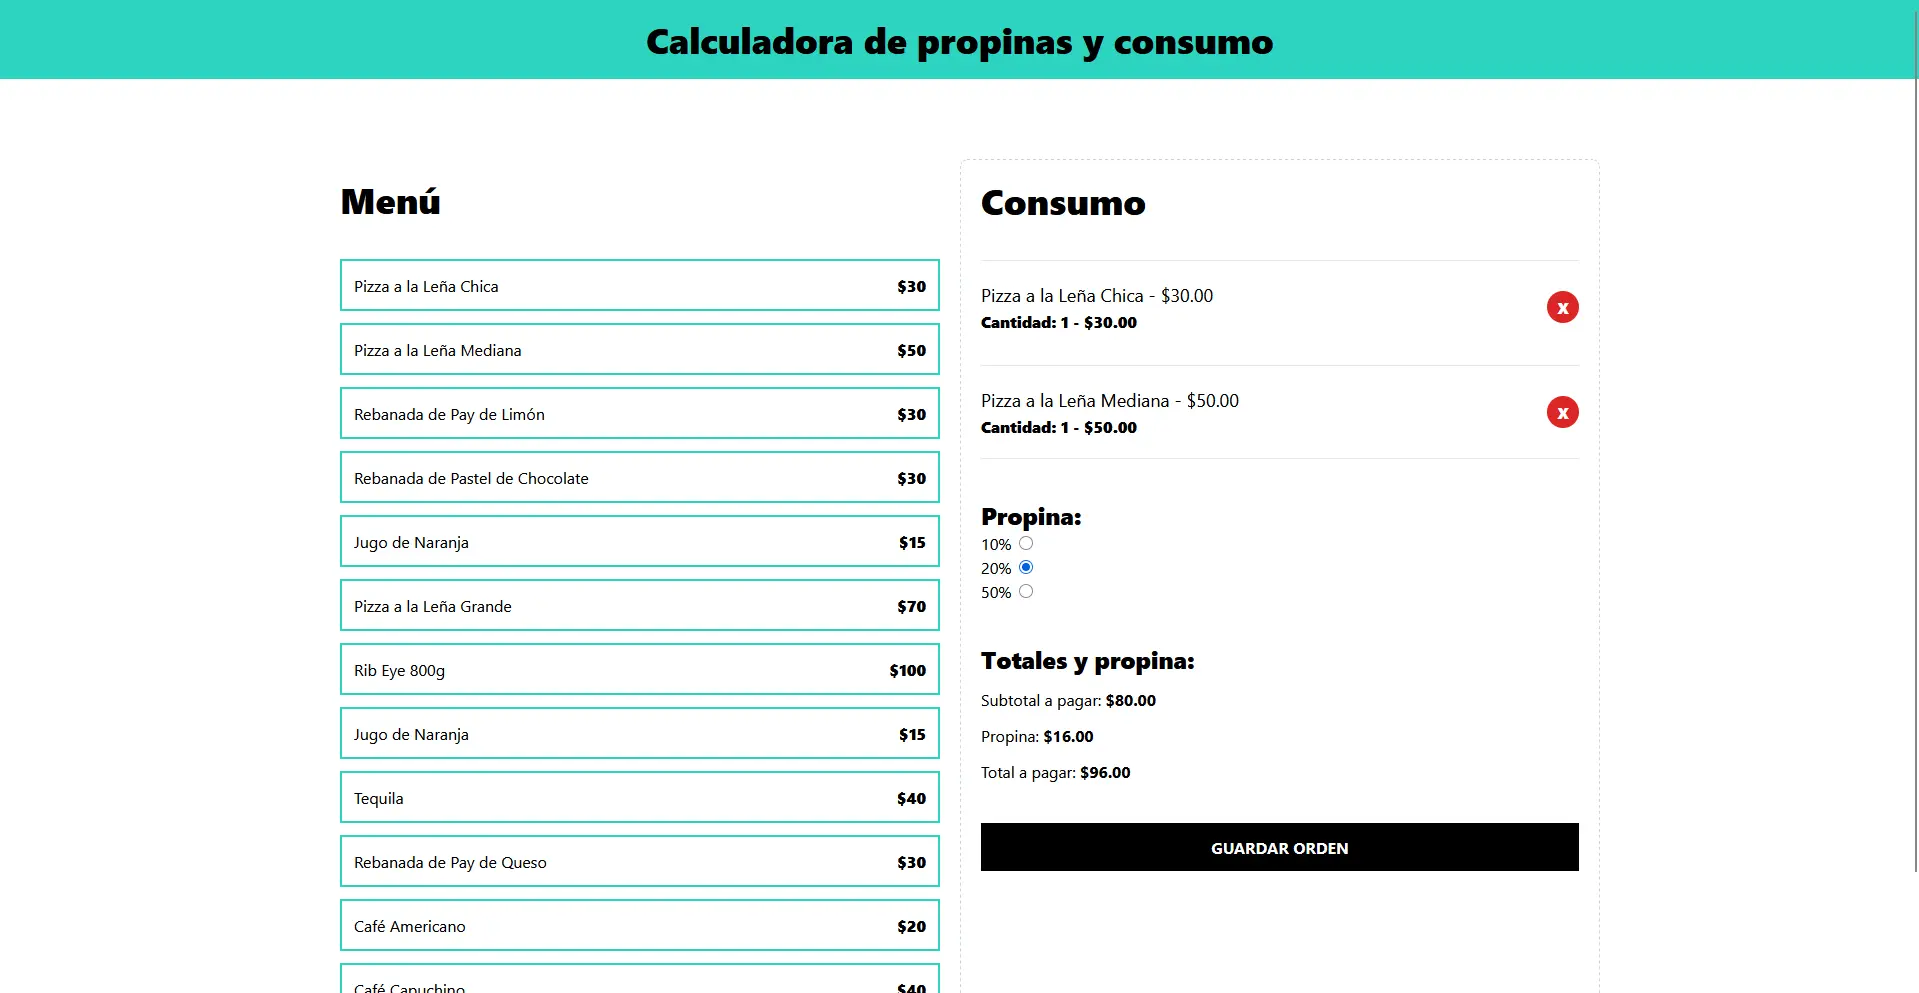 Calculadora de propinas y consumo
Menú
Pizza a la Leña Chica $30
Pizza a la Leña Mediana $50
Rebanada de Pay de Limón $30
Rebanada de Pastel de Chocolate $30
Jugo de Naranja $15
Pizza a la Leña Grande $70
Rib Eye 800g $100
Jugo de Naranja $15
Tequila $40
Rebanada de Pay de Queso $30
Café Americano $20
Café Capuchino $40
Consumo
Pizza a la Leña Chica - $30.00
Cantidad: 1 - $30.00
x
Pizza a la Leña Mediana - $50.00
Cantidad: 1 - $50.00
x
Propina:
10%
20%
50%
Totales y propina:
Subtotal a pagar: $80.00
Propina: $16.00
Total a pagar: $96.00
GUARDAR ORDEN